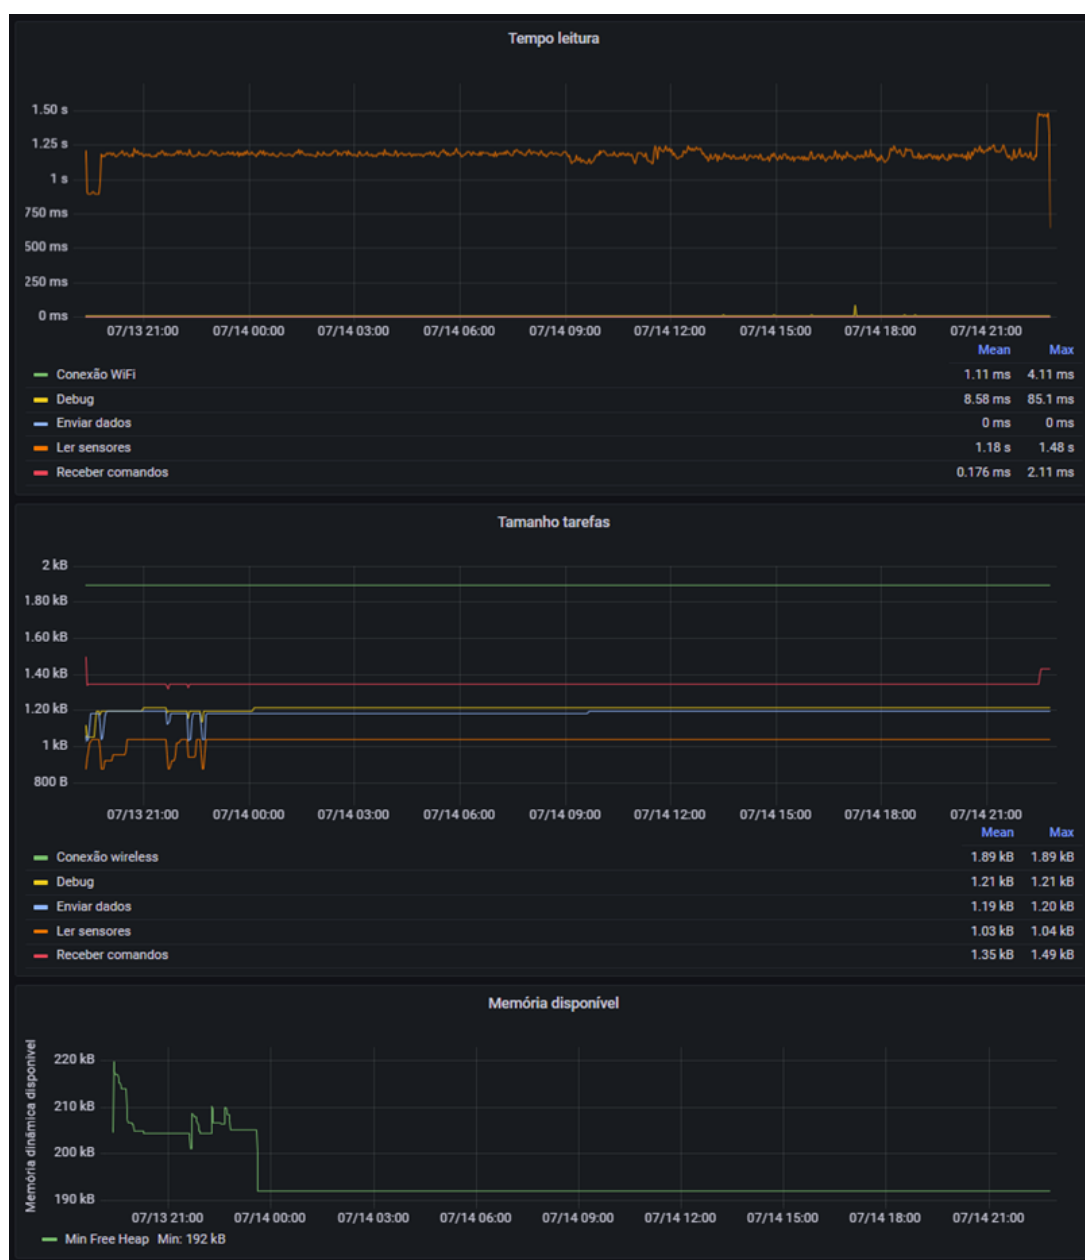 Tempo leitura
1.50 s
1.25 s
1 s
750 ms
500 ms
250 ms
0 ms
07/13 21:00 07/14 00:00 07/14 03:00 07/14 06:00 07/14 09:00 07/14 12:00 07/14 15:00 07/14 18:00 07/14 21:00
Mean Max
Conexão WiFi 1.11 ms 4.11 ms
Debug 8.58 ms 85.1 ms
Enviar dados 0 ms 0 ms
Ler sensores 1.18 s 1.48 s
Receber comandos 0.176 ms 2.11 ms
Tamanho tarefas
2 kB
1.80 kB
1.60 kB
1.40 kB
1.20 kB
1 kB
800 B
07/13 21:00 07/14 00:00 07/14 03:00 07/14 06:00 07/14 09:00 07/14 12:00 07/14 15:00 07/14 18:00 07/14 21:00
Mean Max
Conexão wireless 1.89 kB 1.89 kB
Debug 1.21 kB 1.21 kB
Enviar dados 1.19 kB 1.20 kB
Ler sensores 1.03 kB 1.04 kB
Receber comandos 1.35 kB 1.49 kB
Memória disponível
Memória dinâmica disponivel
220 kB
210 kB
200 kB
190 kB
07/13 21:00 07/14 00:00 07/14 03:00 07/14 06:00 07/14 09:00 07/14 12:00 07/14 15:00 07/14 18:00 07/14 21:00
Min Free Heap Min: 192 kB